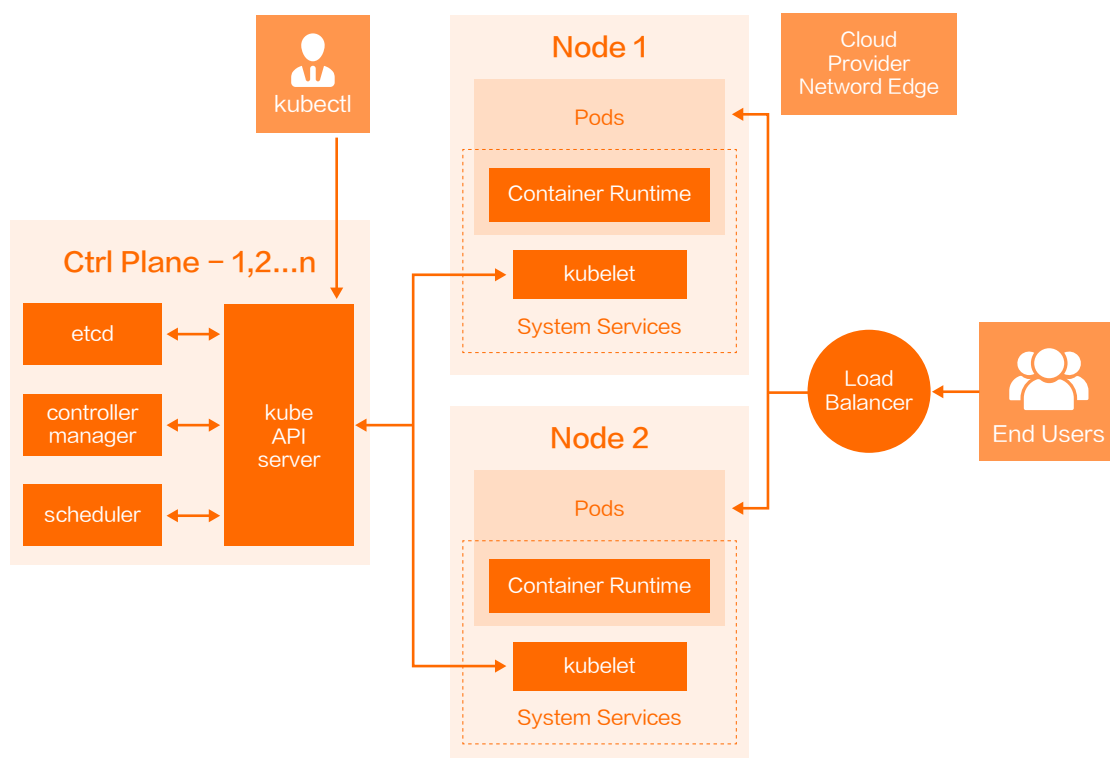 kubectl
Ctrl Plane – 1,2...n
etcd
controller
manager
scheduler
kube
API
server
Node 1
Pods
Container Runtime
kubelet
System Services
Node 2
Pods
Container Runtime
kubelet
System Services
Cloud
Provider
Netword Edge
Load
Balancer
End Users